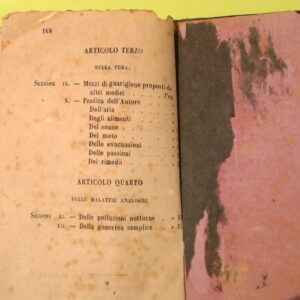 168
ARTICOLO TERZO
DELLA CURA.
SEZIONE IX. — Mezzi di guarigione proposti da
altri medici Pag.
X. — Pratica dell'Autore
Dell'aria
Degli alimenti
Del sonno
Del moto
Delle evacuazioni
Delle passioni
Dei rimedii
ARTICOLO QUARTO
DELLE MALATTIE ANALOGHE.
SEZIONE XI. — Delle polluzioni notturne
XII. — Della gonorrea semplice